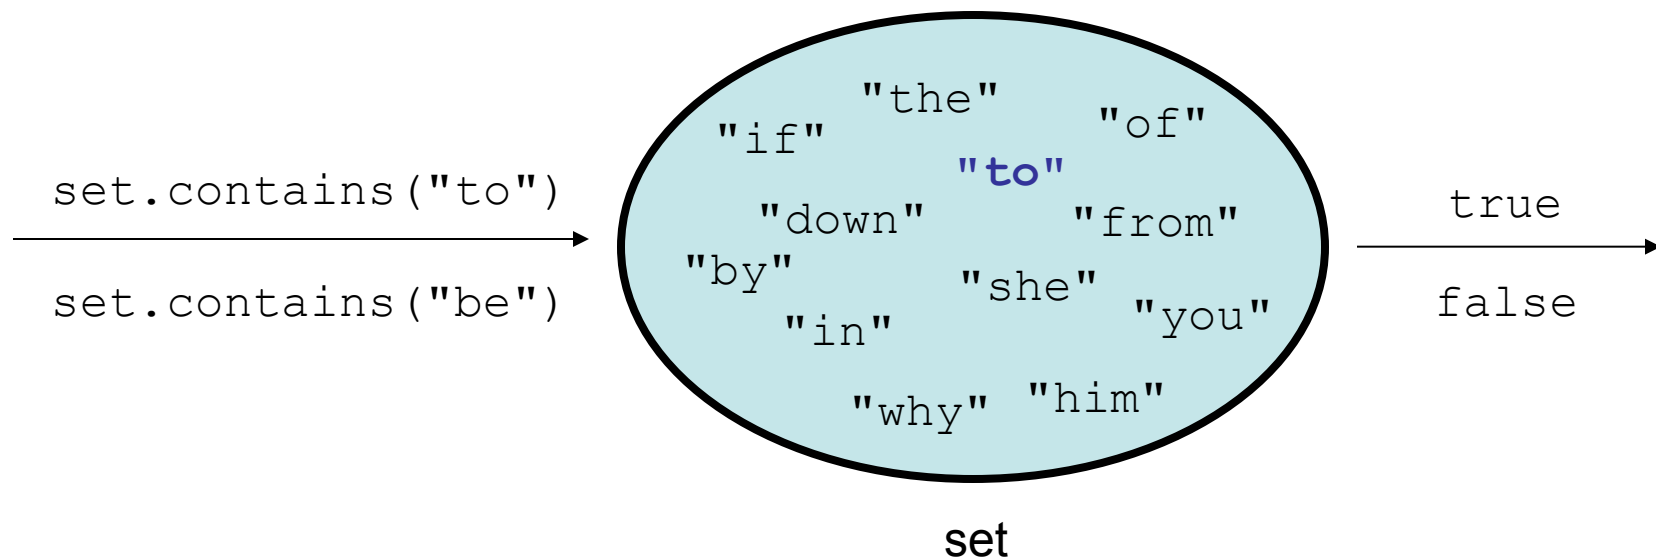 set.contains("to")
set.contains("be")
"the"
"if"
"of"
"to"
"down"
"from"
"by"
"she"
"in"
"you"
"why"
"him"
true
false
set